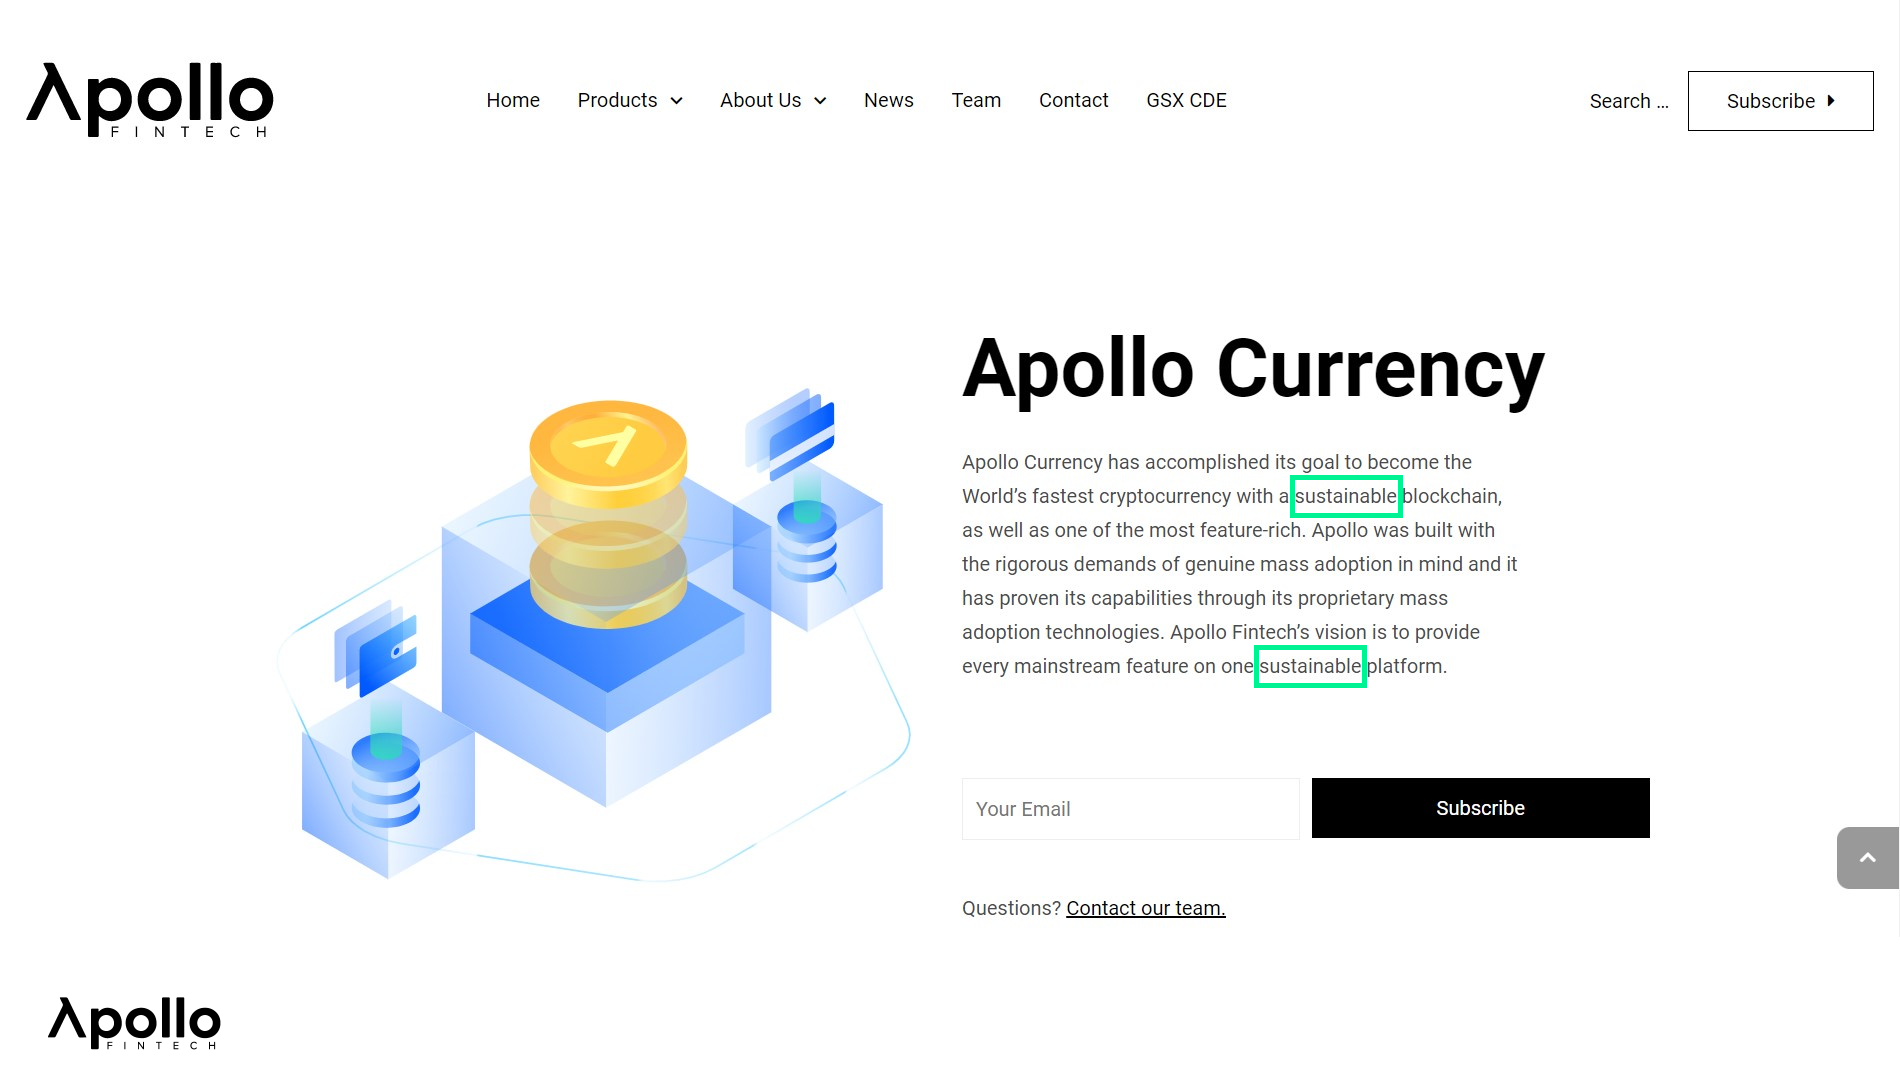 Apollo
FINTECH
Home Products About Us News Team Contact GSX CDE
Search ... Subscribe
Apollo Currency
Apollo Currency has accomplished its goal to become the
World’s fastest cryptocurrency with a sustainable blockchain,
as well as one of the most feature-rich. Apollo was built with
the rigorous demands of genuine mass adoption in mind and it
has proven its capabilities through its proprietary mass
adoption technologies. Apollo Fintech’s vision is to provide
every mainstream feature on one sustainable platform.
Your Email Subscribe
Questions? Contact our team.
Apollo
FINTECH